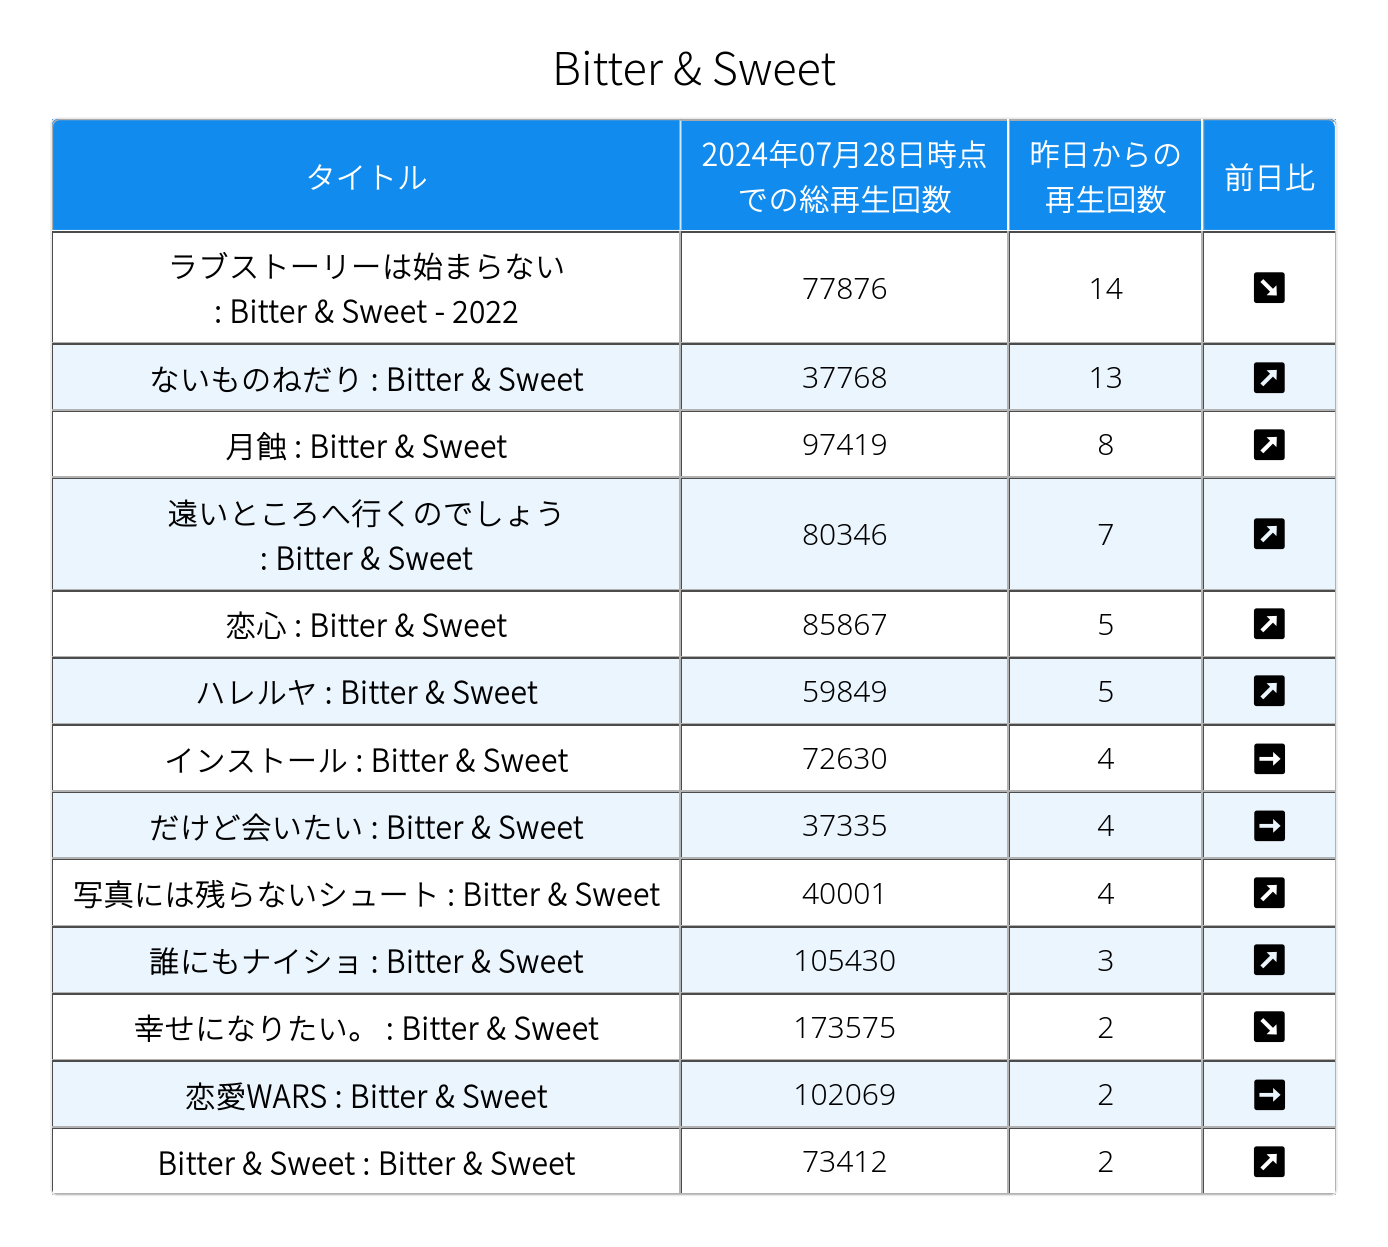 Bitter & Sweet
タイトル
2024年07月28日時点
での総再生回数
昨日からの
再生回数
前日比
ラブストーリーは始まらない
: Bitter & Sweet - 2022
77876
14
ないものねだり : Bitter & Sweet
37768
13
月蝕 : Bitter & Sweet
97419
8
遠いところへ行くのでしょう
: Bitter & Sweet
80346
7
恋心 : Bitter & Sweet
85867
5
ハレルヤ : Bitter & Sweet
59849
5
インストール : Bitter & Sweet
72630
4
だけど会いたい : Bitter & Sweet
37335
4
写真には残らないシュート : Bitter & Sweet
40001
4
誰にもナイショ : Bitter & Sweet
105430
3
幸せになりたい。 : Bitter & Sweet
173575
2
恋愛WARS : Bitter & Sweet
102069
2
Bitter & Sweet : Bitter & Sweet
73412
2